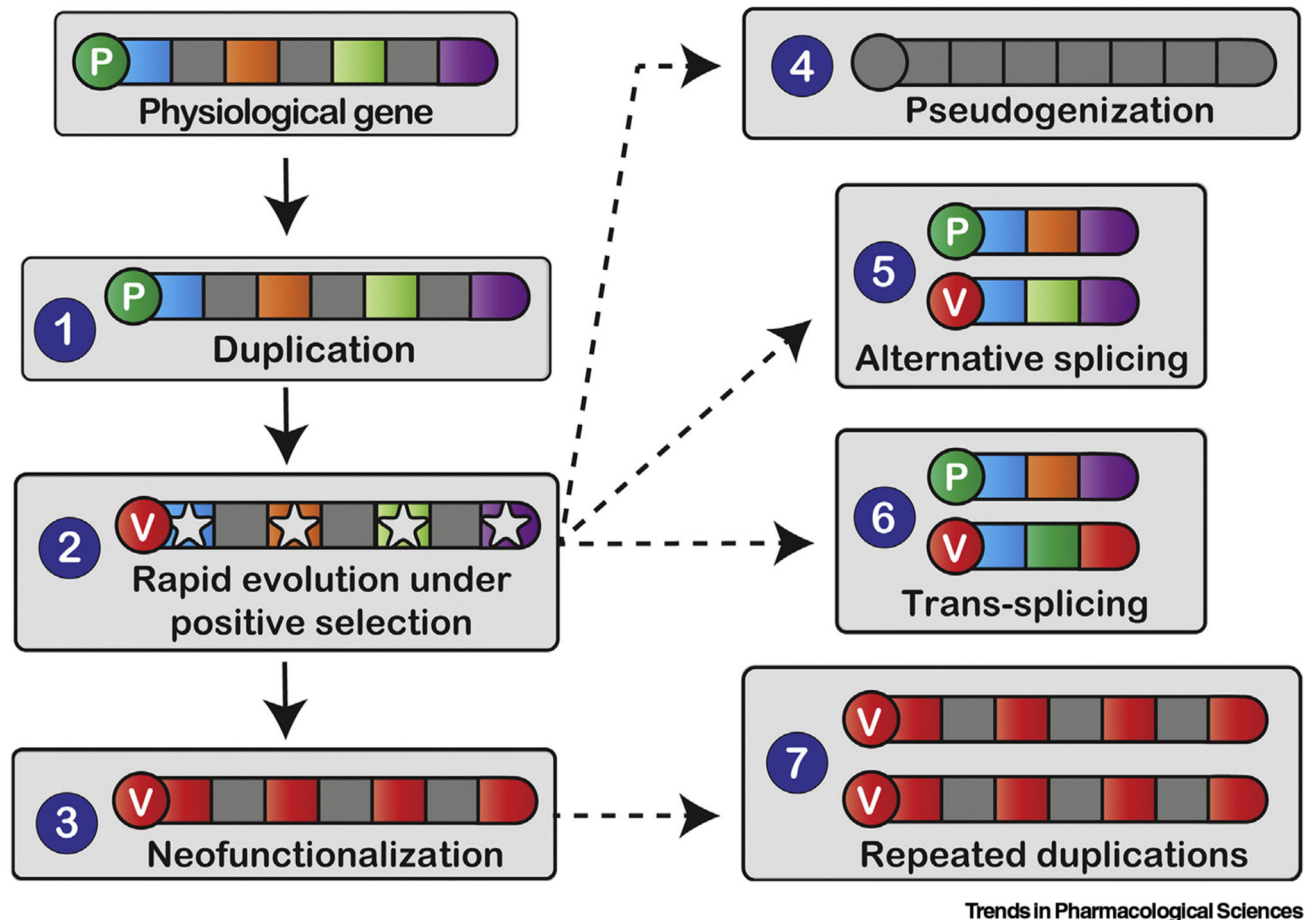 P
Physiological gene
1
P
Duplication
2
V
Rapid evolution under
positive selection
3
V
Neofunctionalization
4
Pseudogenization
5
P
V
Alternative splicing
6
P
V
Trans-splicing
7
V
V
Repeated duplications
Trends in Pharmacological Sciences